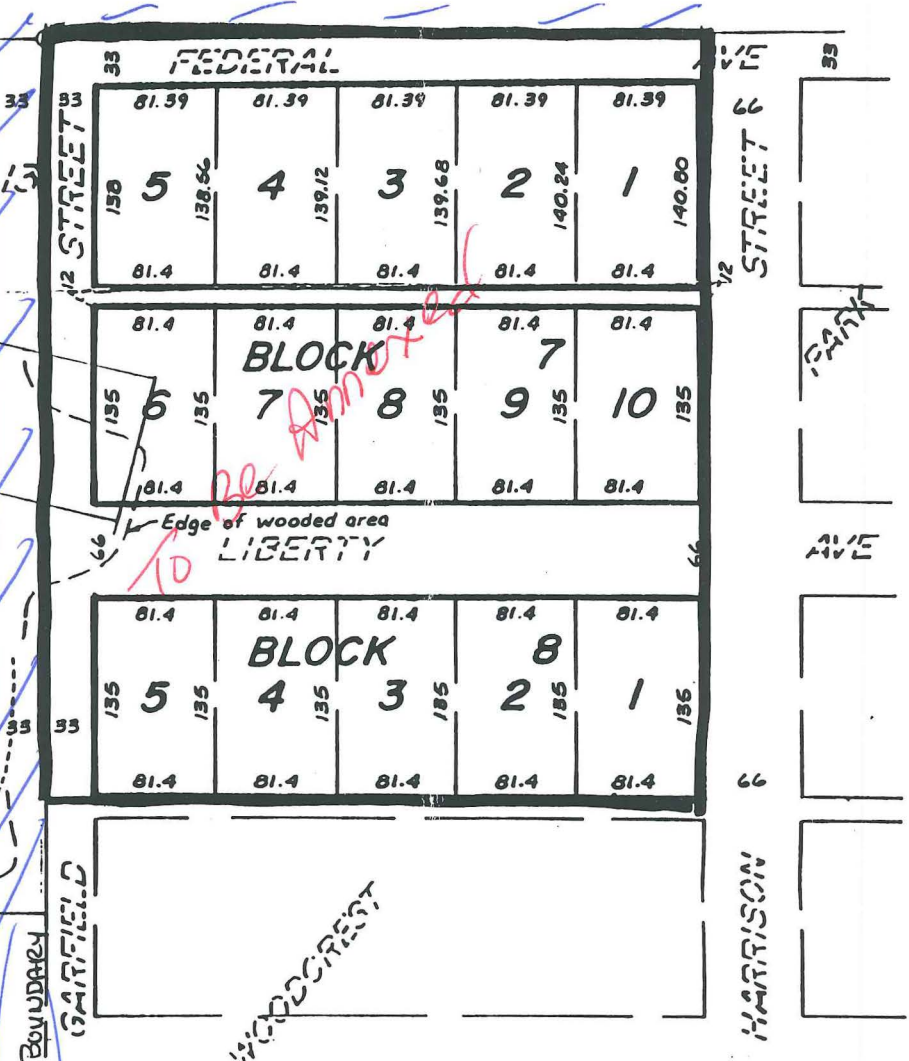 FEDERAL AVE
33 33
33 33 81.39 81.39 81.39 81.39 81.39 66
STREET 138 5 138.56 4 139.12 3 139.68 2 140.24 1 140.80 STREET
81.4 81.4 81.4 81.4 81.4
12 12
81.4 81.4 81.4 81.4 81.4
BLOCK 7
PARK
135 6 135 7 135 8 135 9 135 10 135
81.4 81.4 81.4 81.4 81.4
To Be Annexed
Edge of wooded area
66 LIBERTY 66 AVE
81.4 81.4 81.4 81.4 81.4
BLOCK 8
135 5 135 4 135 3 135 2 135 1 135
33 33
81.4 81.4 81.4 81.4 81.4 66
BOUNDARY
GARFIELD
WOODCREST
HARRISON